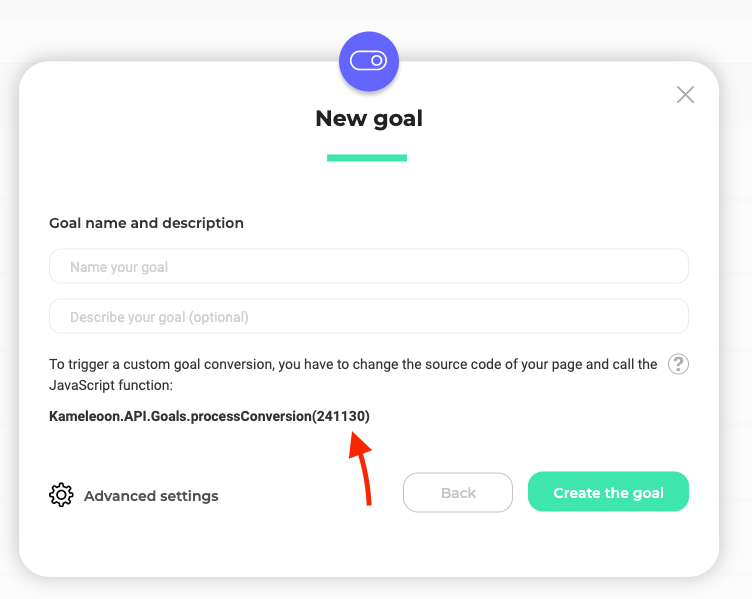 New goal
Goal name and description
Name your goal
Describe your goal (optional)
To trigger a custom goal conversion, you have to change the source code of your page and call the
?
JavaScript function:
Kameleoon.API.Goals.processConversion(241130)
Advanced settings
Back
Create the goal